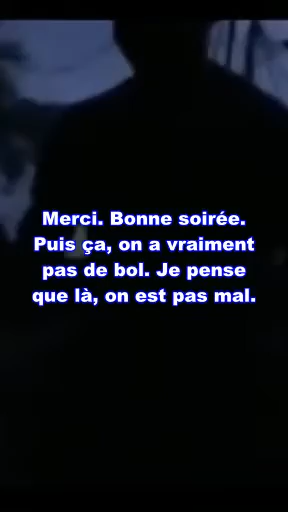 Merci. Bonne soirée.
Puis ça, on a vraiment
pas de bol. Je pense
que là, on est pas mal.